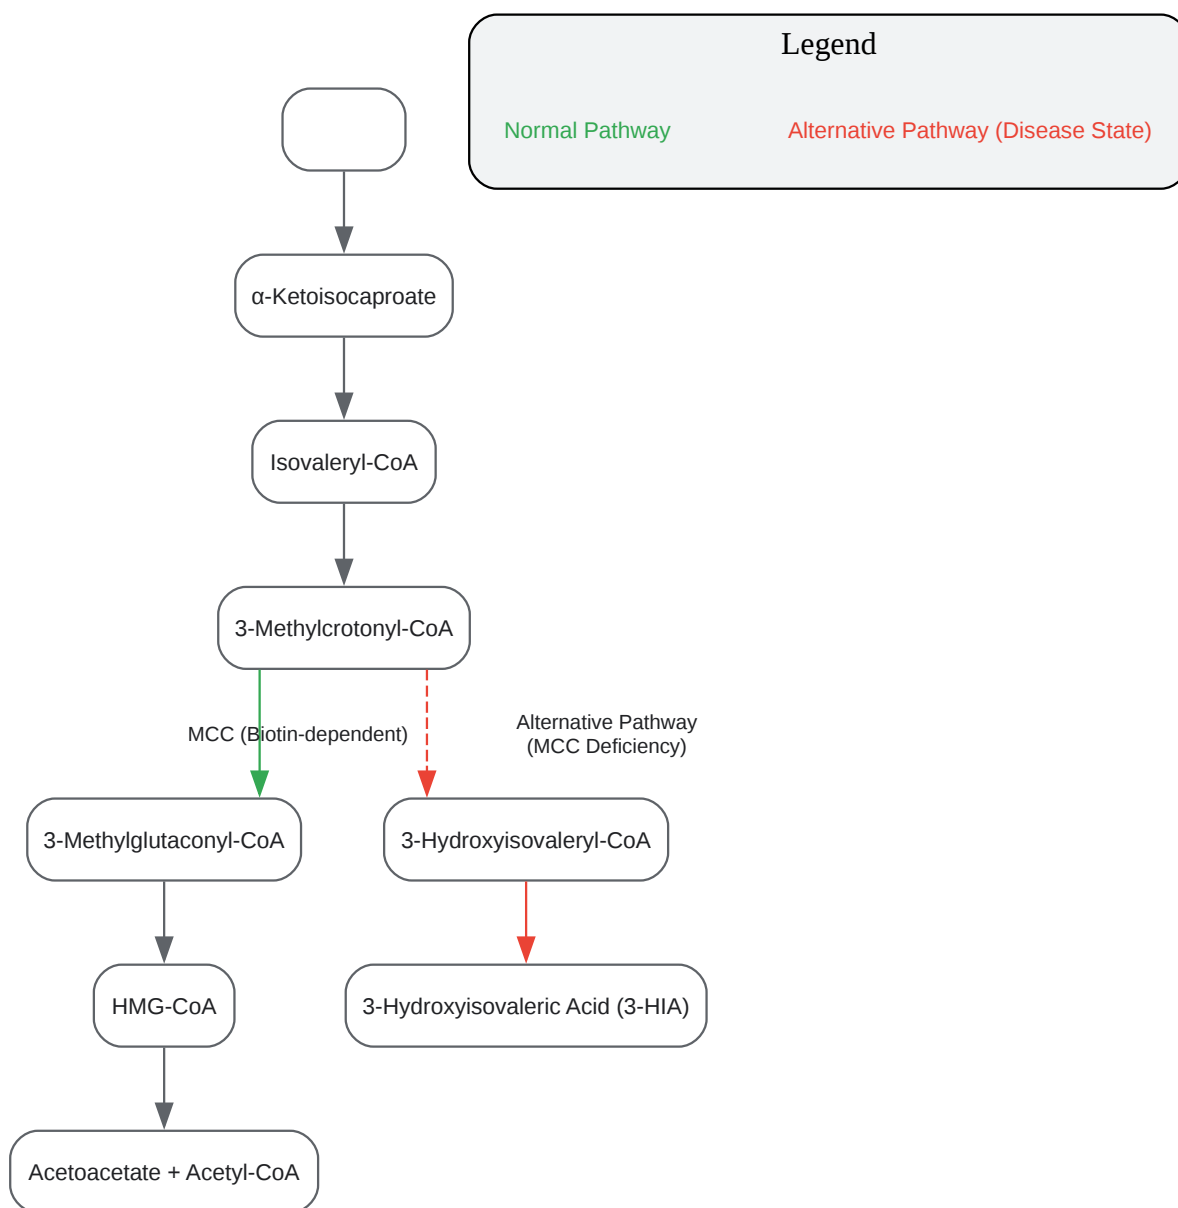 Legend
Normal Pathway
Alternative Pathway (Disease State)
α-Ketoisocaproate
Isovaleryl-CoA
3-Methylcrotonyl-CoA
MCC (Biotin-dependent)
Alternative Pathway
(MCC Deficiency)
3-Methylglutaconyl-CoA
3-Hydroxyisovaleryl-CoA
HMG-CoA
3-Hydroxyisovaleric Acid (3-HIA)
Acetoacetate + Acetyl-CoA